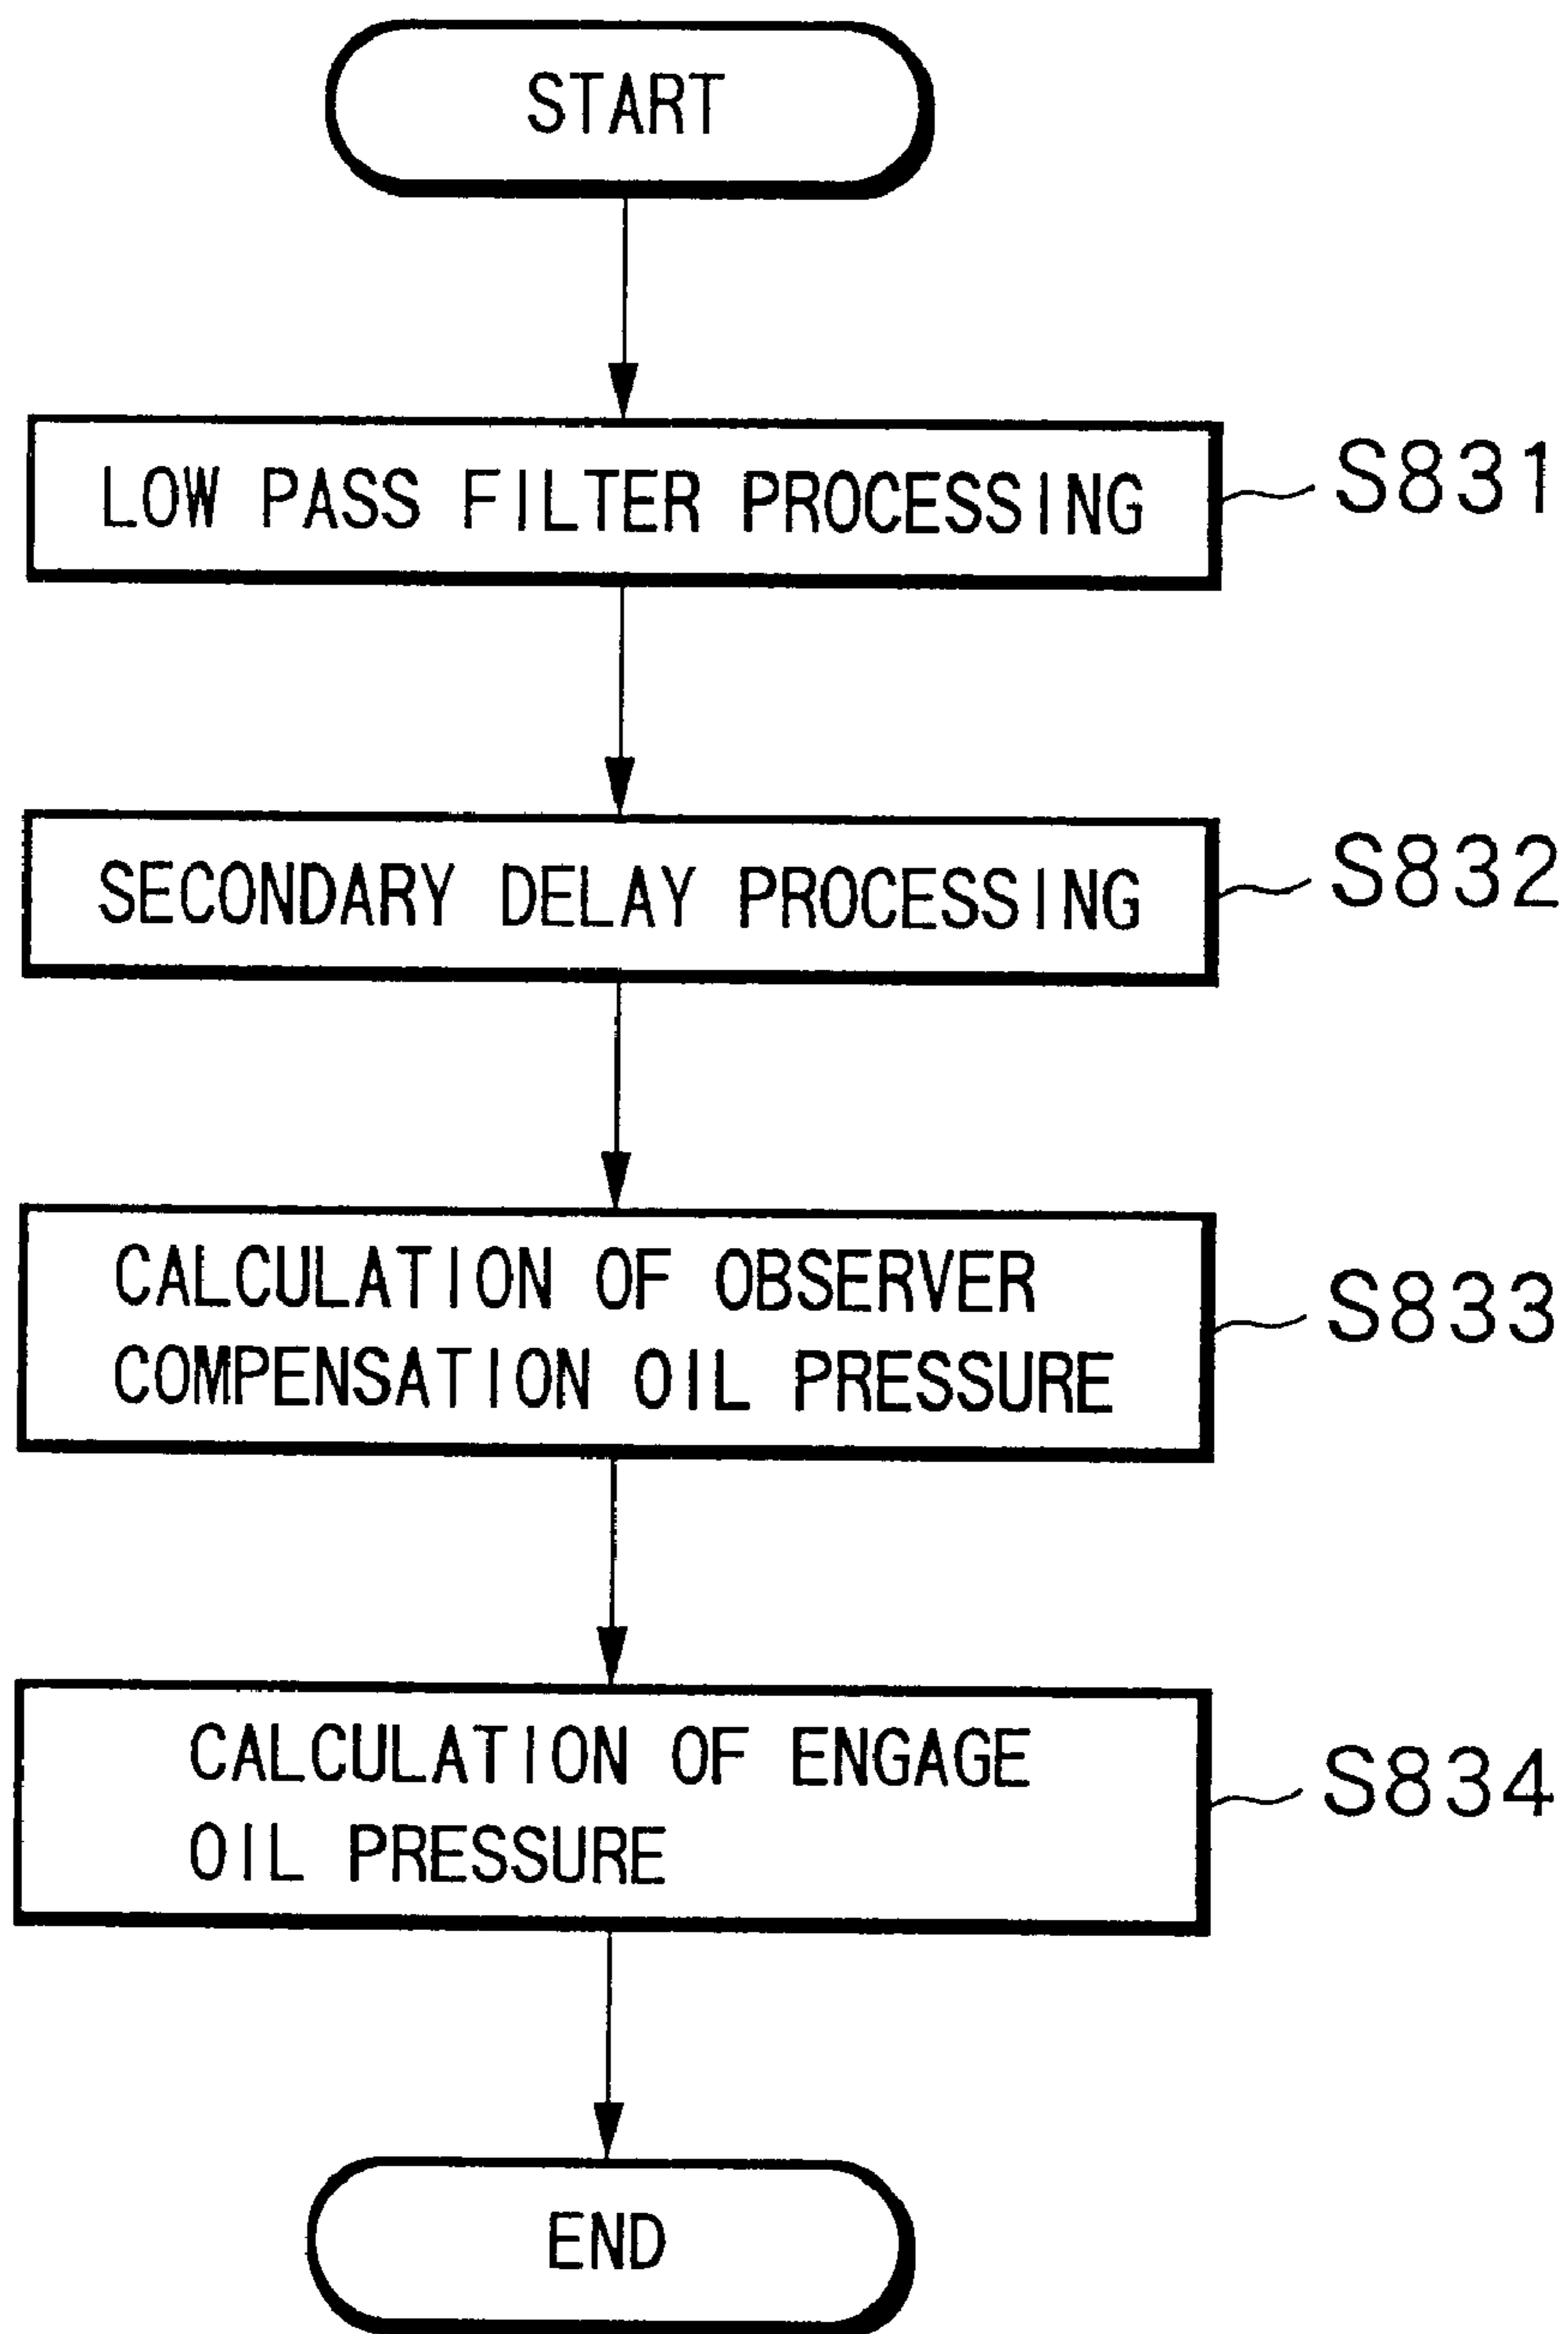 START
LOW PASS FILTER PROCESSING
S831
SECONDARY DELAY PROCESSING
S832
CALCULATION OF OBSERVER
COMPENSATION OIL PRESSURE
S833
CALCULATION OF ENGAGE
OIL PRESSURE
S834
END